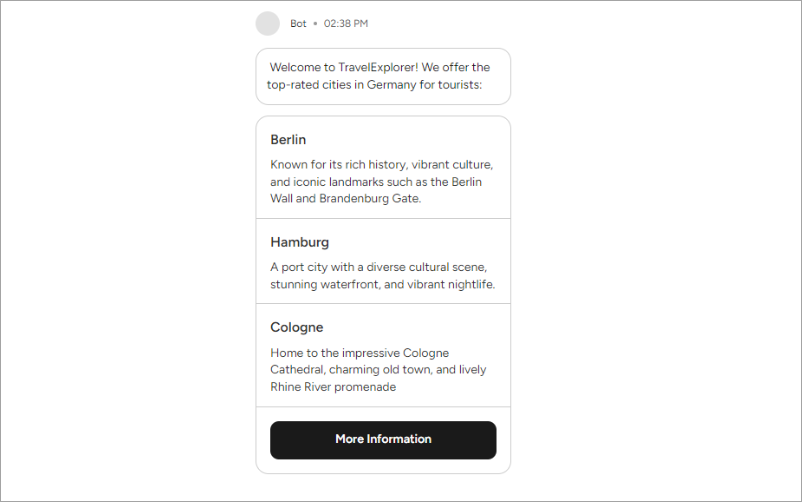 Bot • 02:38 PM
Welcome to TravelExplorer! We offer the
top-rated cities in Germany for tourists:
Berlin
Known for its rich history, vibrant culture,
and iconic landmarks such as the Berlin
Wall and Brandenburg Gate.
Hamburg
A port city with a diverse cultural scene,
stunning waterfront, and vibrant nightlife.
Cologne
Home to the impressive Cologne
Cathedral, charming old town, and lively
Rhine River promenade
More Information